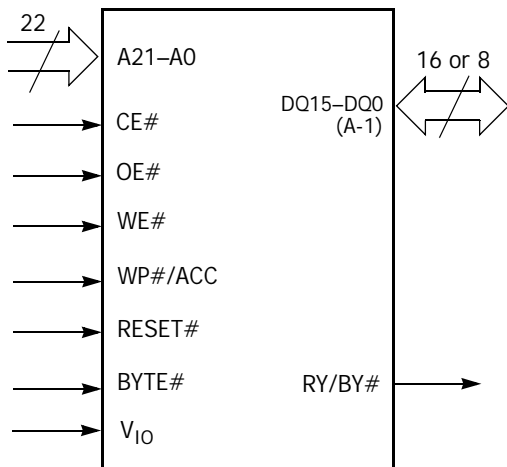 22
A21–A0
16 or 8
DQ15–DQ0
(A-1)
CE#
OE#
WE#
WP#/ACC
RESET#
BYTE#
RY/BY#
VIO